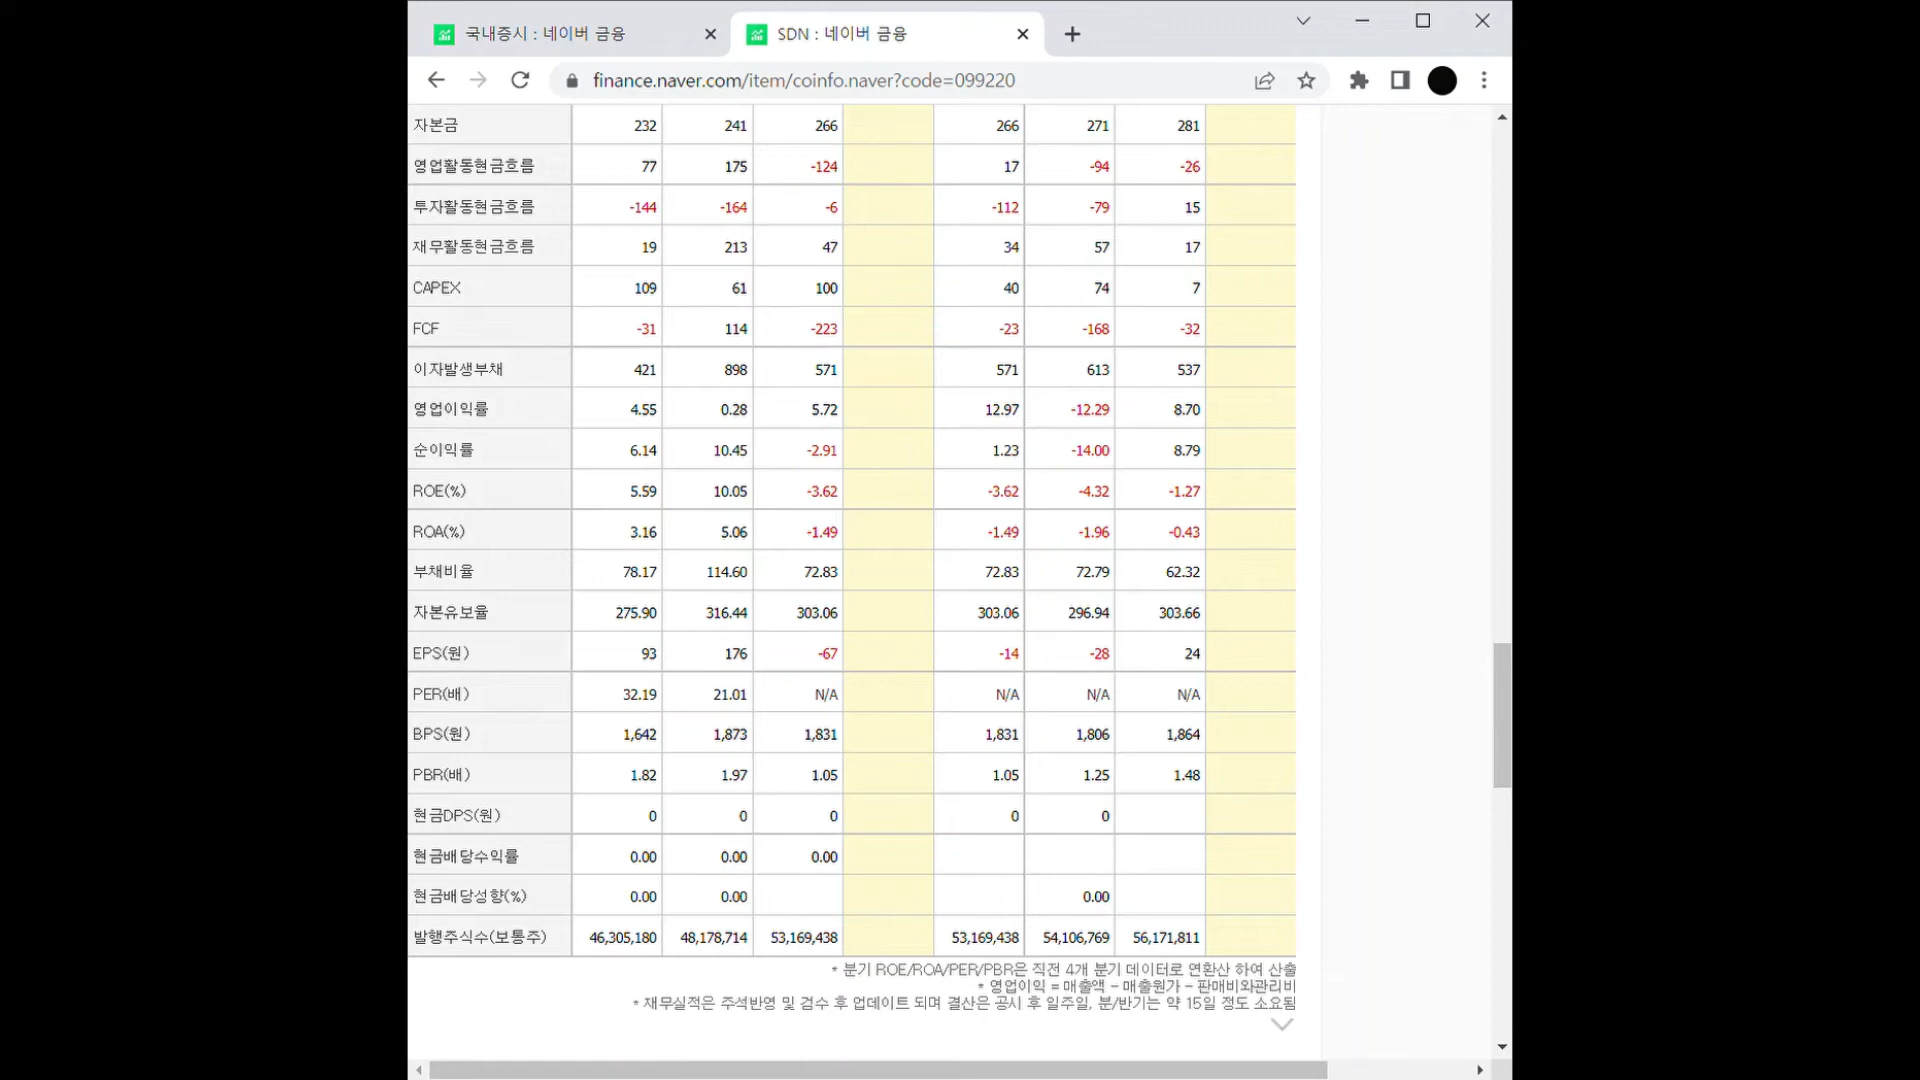 국내증시 : 네이버 금융
SDN : 네이버 금융
finance.naver.com/item/coinfo.naver?code=099220
자본금 232 241 266 266 271 281
영업활동현금흐름 77 175 -124 17 -94 -26
투자활동현금흐름 -144 -164 -6 -112 -79 15
재무활동현금흐름 19 213 47 34 57 17
CAPEX 109 61 100 40 74 7
FCF -31 114 -223 -23 -168 -32
이자발생부채 421 898 571 571 613 537
영업이익률 4.55 0.28 5.72 12.97 -12.29 8.70
순이익률 6.14 10.45 -2.91 1.23 -14.00 8.79
ROE(%) 5.59 10.05 -3.62 -3.62 -4.32 -1.27
ROA(%) 3.16 5.06 -1.49 -1.49 -1.96 -0.43
부채비율 78.17 114.60 72.83 72.83 72.79 62.32
자본유보율 275.90 316.44 303.06 303.06 296.94 303.66
EPS(원) 93 176 -67 -14 -28 24
PER(배) 32.19 21.01 N/A N/A N/A N/A
BPS(원) 1,642 1,873 1,831 1,831 1,806 1,864
PBR(배) 1.82 1.97 1.05 1.05 1.25 1.48
현금DPS(원) 0 0 0 0 0
현금배당수익률 0.00 0.00 0.00
현금배당성향(%) 0.00 0.00 0.00
발행주식수(보통주) 46,305,180 48,178,714 53,169,438 53,169,438 54,106,769 56,171,811
* 분기 ROE/ROA/PER/PBR은 직전 4개 분기 데이터로 연환산 하여 산출
* 영업이익 = 매출액 - 매출원가 - 판매비와관리비
* 재무실적은 주석반영 및 검수 후 업데이트 되며 결산은 공시 후 일주일, 분/반기는 약 15일 정도 소요됨